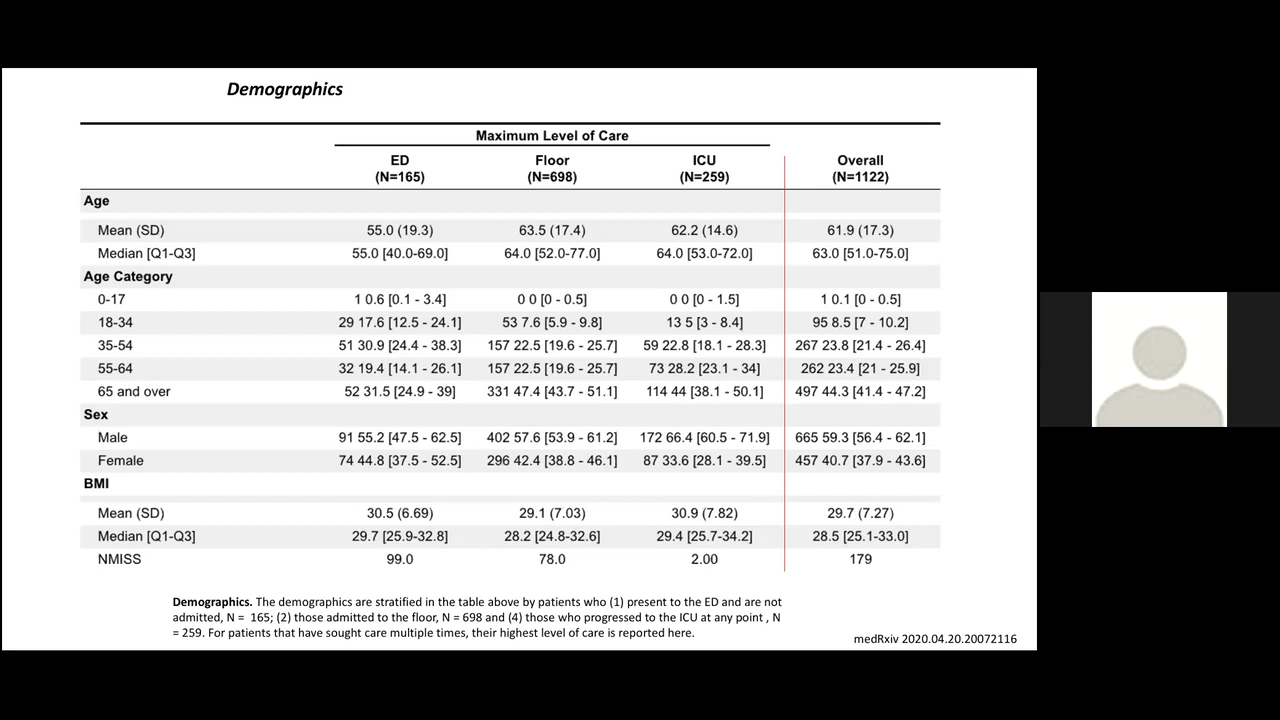 Demographics
Maximum Level of Care
ED Floor ICU Overall
(N=165) (N=698) (N=259) (N=1122)
Age
Mean (SD) 55.0 (19.3) 63.5 (17.4) 62.2 (14.6) 61.9 (17.3)
Median [Q1-Q3] 55.0 [40.0-69.0] 64.0 [52.0-77.0] 64.0 [53.0-72.0] 63.0 [51.0-75.0]
Age Category
0-17 1 0.6 [0.1 - 3.4] 0 0 [0 - 0.5] 0 0 [0 - 1.5] 1 0.1 [0 - 0.5]
18-34 29 17.6 [12.5 - 24.1] 53 7.6 [5.9 - 9.8] 13 5 [3 - 8.4] 95 8.5 [7 - 10.2]
35-54 51 30.9 [24.4 - 38.3] 157 22.5 [19.6 - 25.7] 59 22.8 [18.1 - 28.3] 267 23.8 [21.4 - 26.4]
55-64 32 19.4 [14.1 - 26.1] 157 22.5 [19.6 - 25.7] 73 28.2 [23.1 - 34] 262 23.4 [21 - 25.9]
65 and over 52 31.5 [24.9 - 39] 331 47.4 [43.7 - 51.1] 114 44 [38.1 - 50.1] 497 44.3 [41.4 - 47.2]
Sex
Male 91 55.2 [47.5 - 62.5] 402 57.6 [53.9 - 61.2] 172 66.4 [60.5 - 71.9] 665 59.3 [56.4 - 62.1]
Female 74 44.8 [37.5 - 52.5] 296 42.4 [38.8 - 46.1] 87 33.6 [28.1 - 39.5] 457 40.7 [37.9 - 43.6]
BMI
Mean (SD) 30.5 (6.69) 29.1 (7.03) 30.9 (7.82) 29.7 (7.27)
Median [Q1-Q3] 29.7 [25.9-32.8] 28.2 [24.8-32.6] 29.4 [25.7-34.2] 28.5 [25.1-33.0]
NMISS 99.0 78.0 2.00 179
Demographics. The demographics are stratified in the table above by patients who (1) present to the ED and are not
admitted, N = 165; (2) those admitted to the floor, N = 698 and (4) those who progressed to the ICU at any point , N
= 259. For patients that have sought care multiple times, their highest level of care is reported here.
medRxiv 2020.04.20.20072116